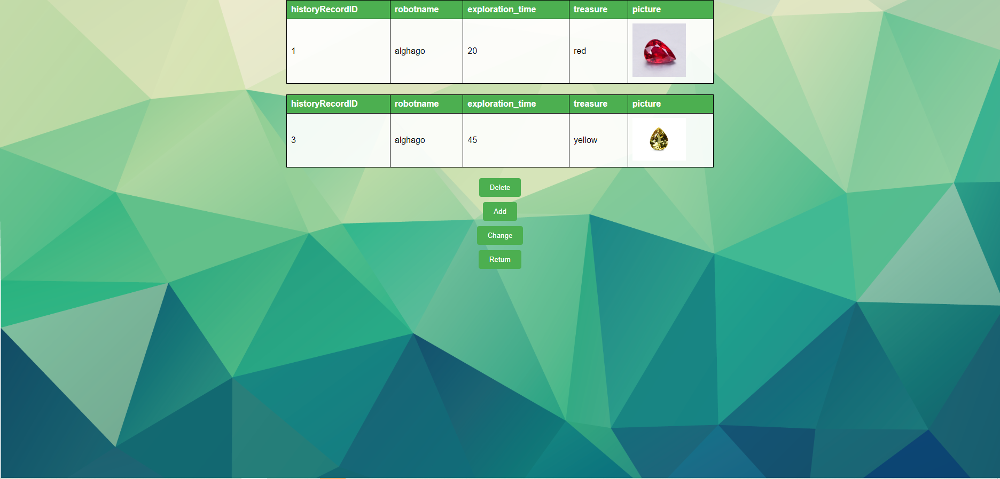 historyRecordID robotname exploration_time treasure picture
1 alghago 20 red
historyRecordID robotname exploration_time treasure picture
3 alghago 45 yellow
Delete
Add
Change
Return